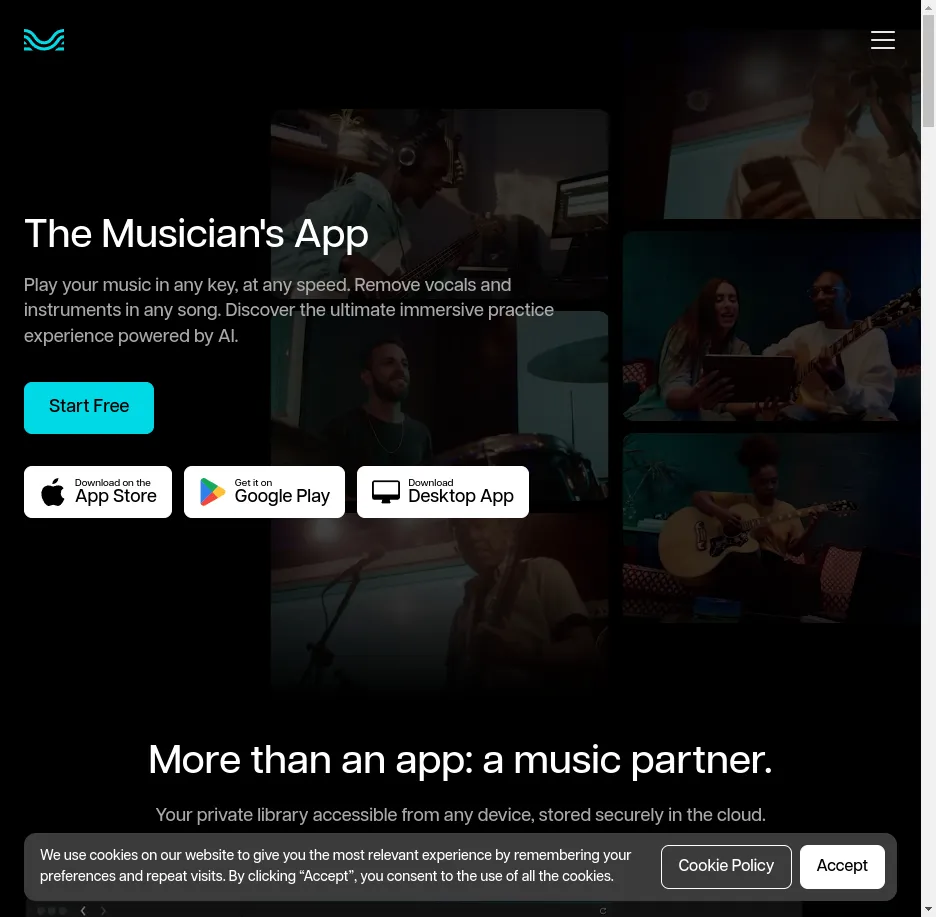 The Musician's App
Play your music in any key, at any speed. Remove vocals and
instruments in any song. Discover the ultimate immersive practice
experience powered by AI.
Start Free
Download on the
App Store
Get it on
Google Play
Download
Desktop App
More than an app: a music partner.
Your private library accessible from any device, stored securely in the cloud.
We use cookies on our website to give you the most relevant experience by remembering your
preferences and repeat visits. By clicking “Accept”, you consent to the use of all the cookies.
Cookie Policy
Accept